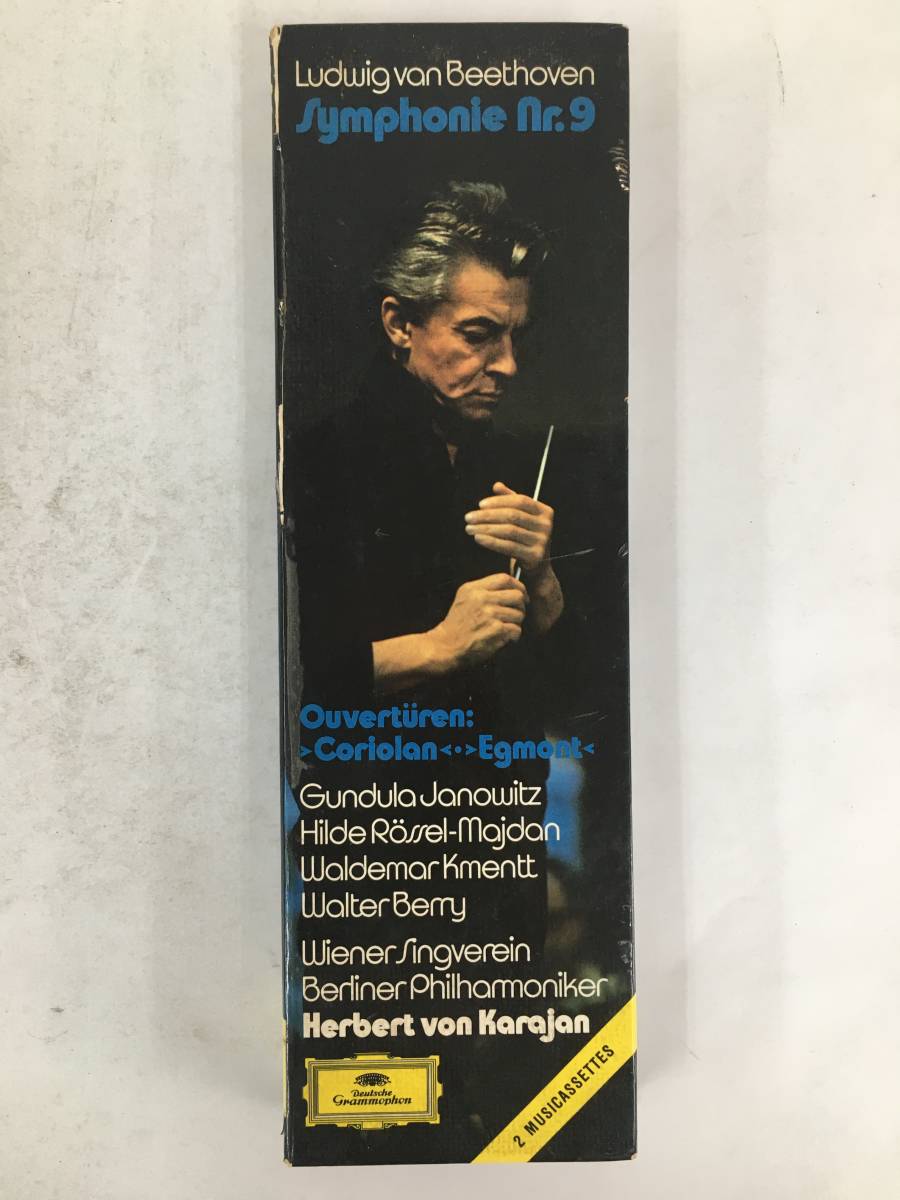 Ludwig van Beethoven
Symphonie Nr. 9
Ouvertüren:
>Coriolan<·>Egmont<
Gundula Janowitz
Hilde Rössel-Majdan
Waldemar Kmentt
Walter Berry
Wiener Singverein
Berliner Philharmoniker
Herbert von Karajan
Deutsche
Grammophon
2 MUSICASSETTES